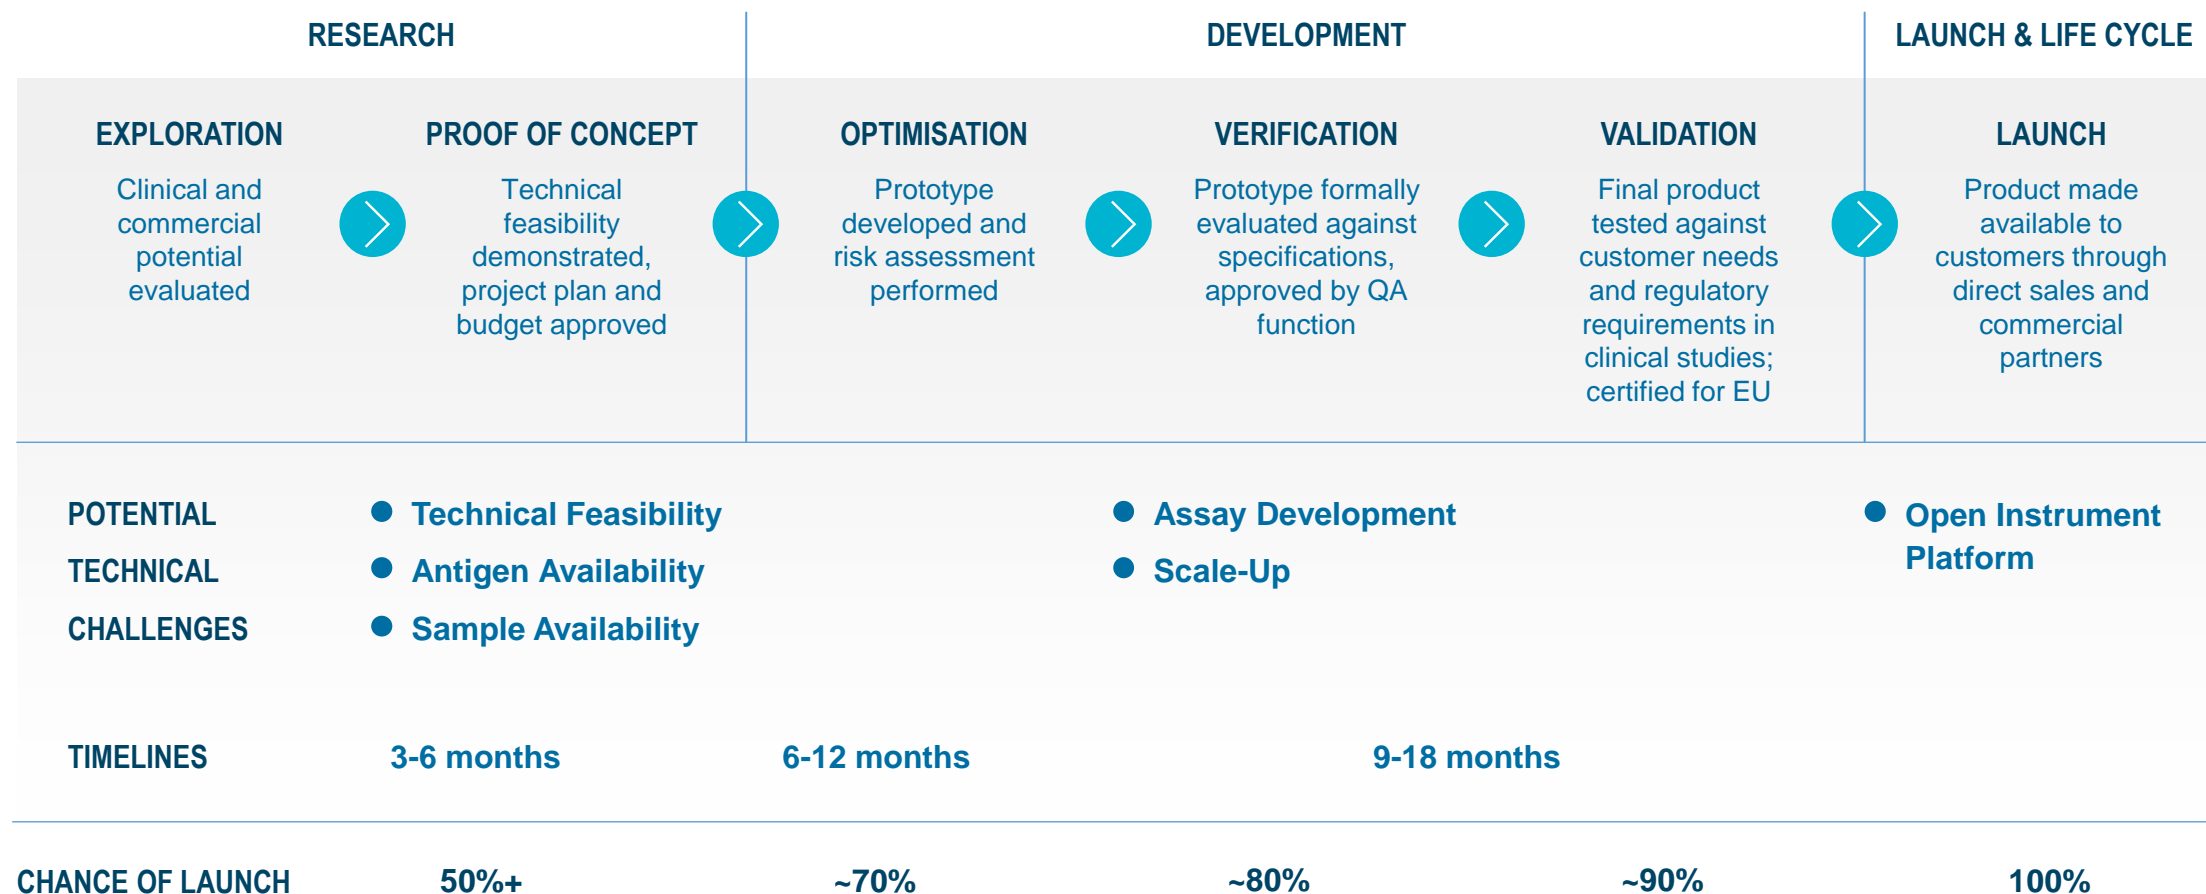 RESEARCH
DEVELOPMENT
LAUNCH & LIFE CYCLE
EXPLORATION
Clinical and
commercial
potential
evaluated
PROOF OF CONCEPT
Technical
feasibility
demonstrated,
project plan and
budget approved
OPTIMISATION
Prototype
developed and
risk assessment
performed
VERIFICATION
Prototype formally
evaluated against
specifications,
approved by QA
function
VALIDATION
Final product
tested against
customer needs
and regulatory
requirements in
clinical studies;
certified for EU
LAUNCH
Product made
available to
customers through
direct sales and
commercial
partners
POTENTIAL
TECHNICAL
CHALLENGES
Technical Feasibility
Antigen Availability
Sample Availability
Assay Development
Scale-Up
Open Instrument
Platform
TIMELINES
3-6 months
6-12 months
9-18 months
CHANCE OF LAUNCH
50%+
~70%
~80%
~90%
100%